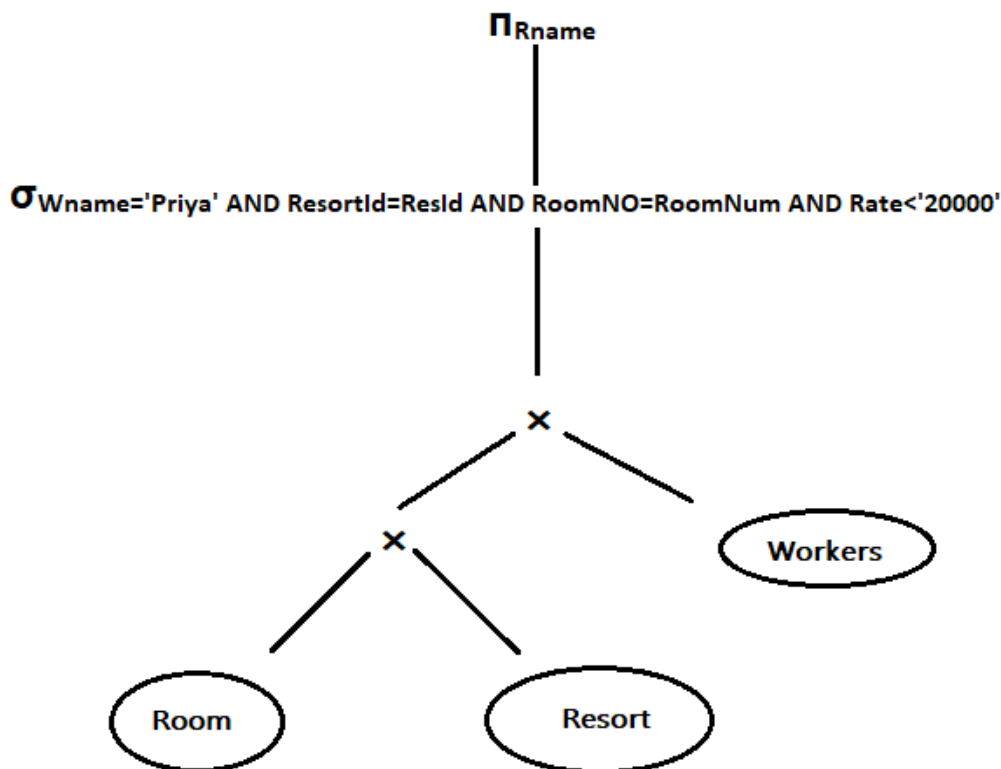 πRname
σWname='Priya' AND ResortId=ResId AND RoomNO=RoomNum AND Rate<'20000'
×
×
Workers
Room
Resort